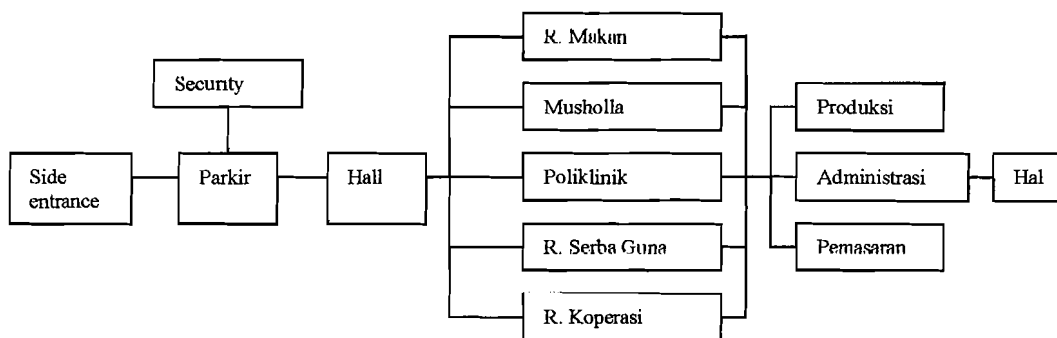 Side
entrance
Security
Parkir
Hall
R. Makan
Musholla
Poliklinik
R. Serba Guna
R. Koperasi
Produksi
Administrasi
Pemasaran
Hal